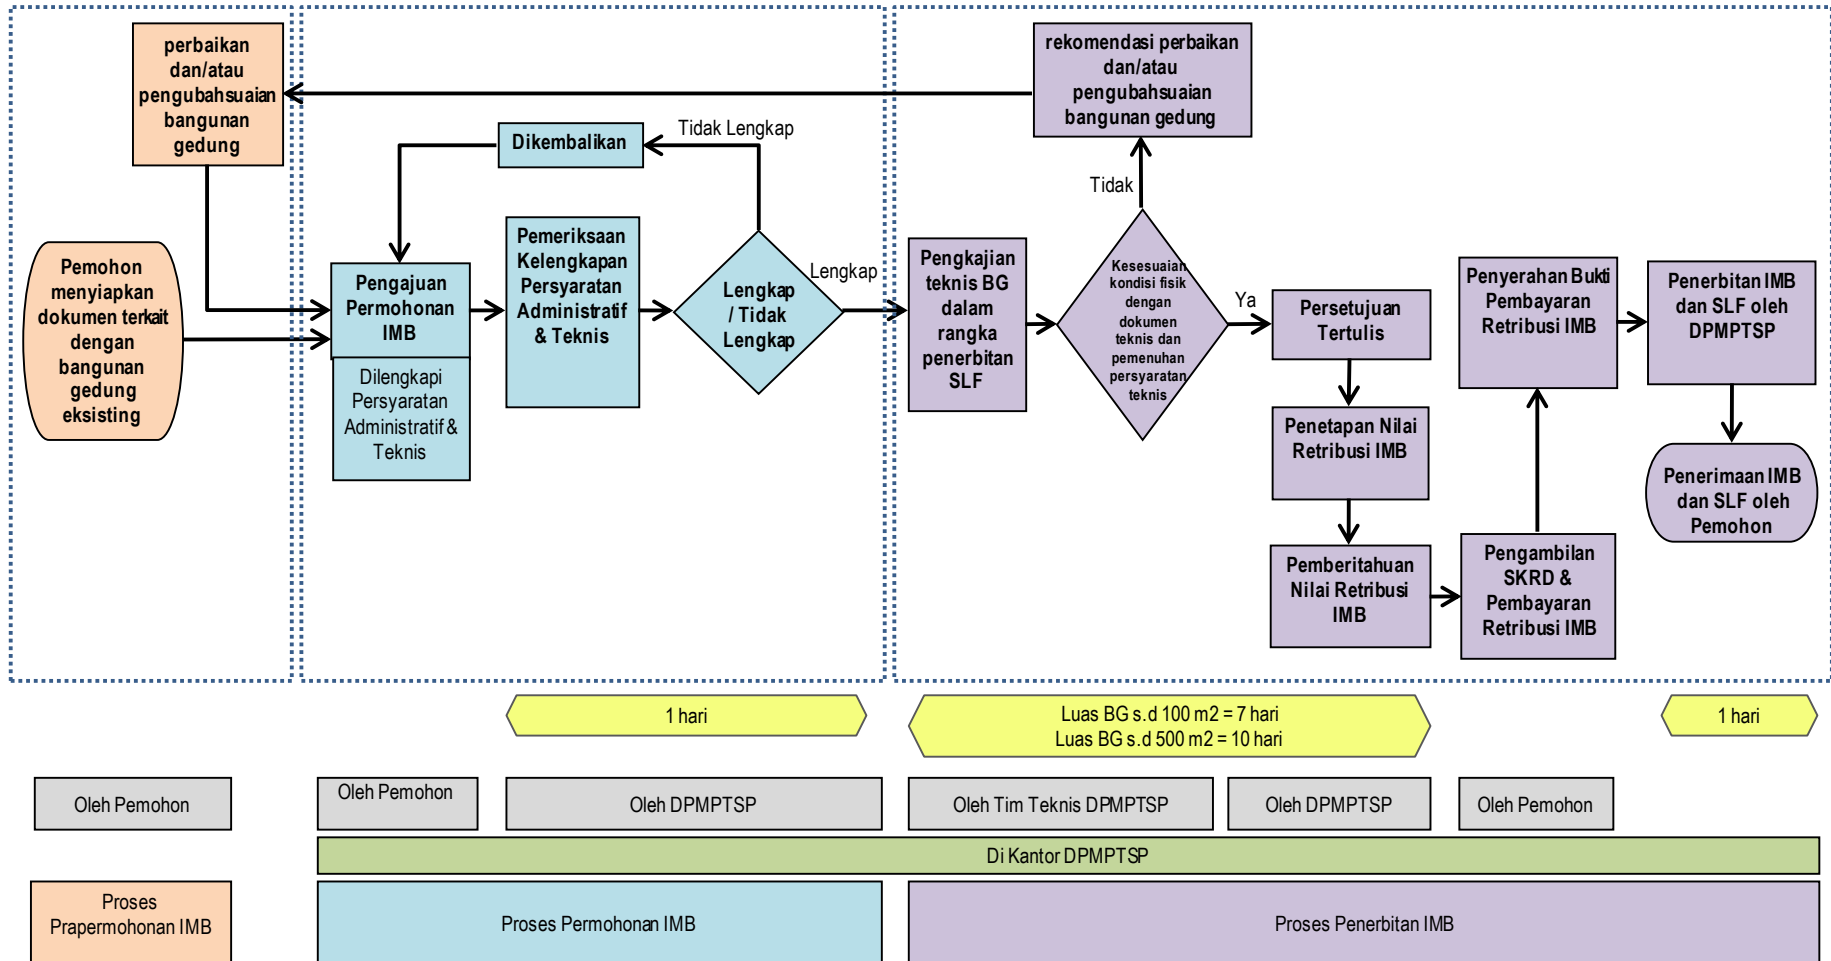 perbaikan
dan/atau
pengubahsuaian
bangunan
gedung
Pemohon
menyiapkan
dokumen terkait
dengan
bangunan
gedung
eksisting
Dikembalikan
Tidak Lengkap
Pengajuan
Permohonan
IMB
Dilengkapi
Persyaratan
Administratif &
Teknis
Pemeriksaan
Kelengkapan
Persyaratan
Administratif
& Teknis
Lengkap
/ Tidak
Lengkap
Lengkap
rekomendasi perbaikan
dan/atau
pengubahsuaian
bangunan gedung
Tidak
Pengkajian
teknis BG
dalam
rangka
penerbitan
SLF
Kesesuaian
kondisi fisik
dengan
dokumen
teknis dan
pemenuhan
persyaratan
teknis
Ya
Persetujuan
Tertulis
Penetapan Nilai
Retribusi IMB
Pemberitahuan
Nilai Retribusi
IMB
Penyerahan Bukti
Pembayaran
Retribusi IMB
Pengambilan
SKRD &
Pembayaran
Retribusi IMB
Penerbitan IMB
dan SLF oleh
DPMPTSP
Penerimaan IMB
dan SLF oleh
Pemohon
1 hari
Luas BG s.d 100 m2 = 7 hari
Luas BG s.d 500 m2 = 10 hari
1 hari
Oleh Pemohon
Oleh Pemohon
Oleh DPMPTSP
Oleh Tim Teknis DPMPTSP
Oleh DPMPTSP
Oleh Pemohon
Di Kantor DPMPTSP
Proses
Prapermohonan IMB
Proses Permohonan IMB
Proses Penerbitan IMB